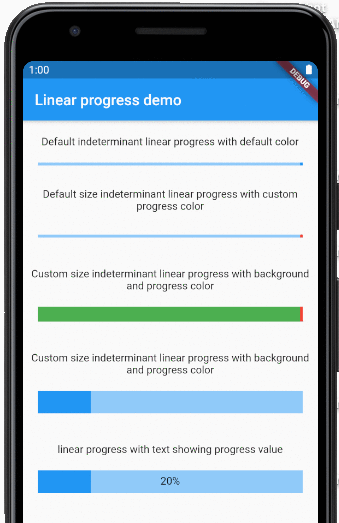 1:00
DEBUG
Linear progress demo
Default indeterminant linear progress with default color
Default size indeterminant linear progress with custom
progress color
Custom size indeterminant linear progress with background
and progress color
Custom size indeterminant linear progress with background
and progress color
linear progress with text showing progress value
20%